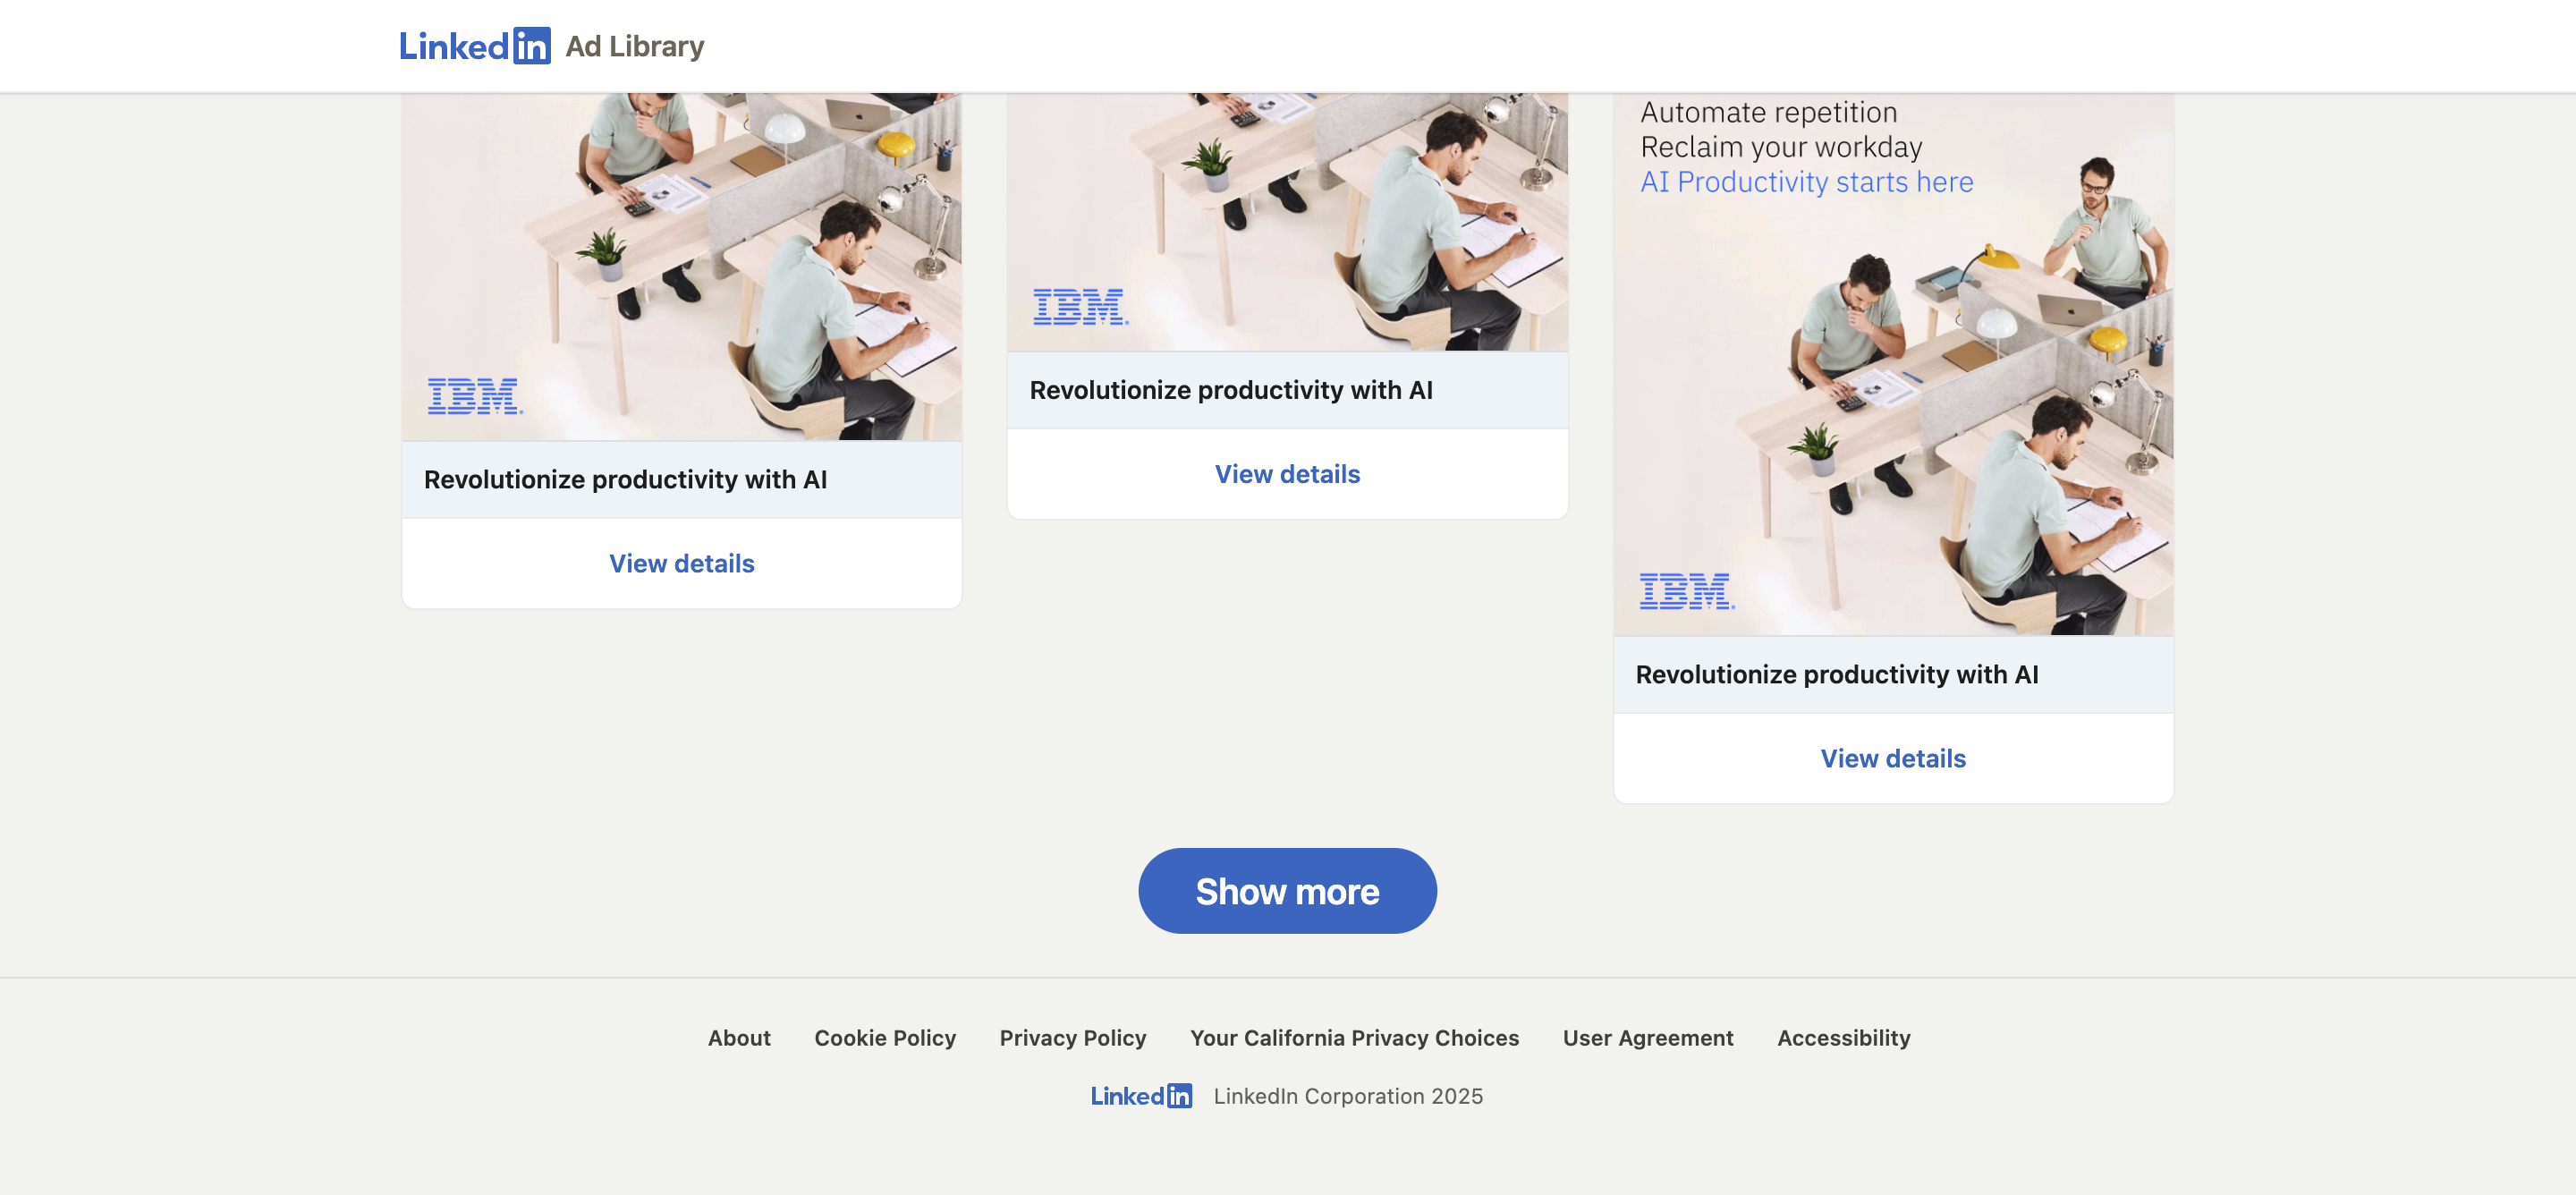 LinkedIn Ad Library
IBM
Revolutionize productivity with AI
View details
IBM
Revolutionize productivity with AI
View details
Automate repetition
Reclaim your workday
AI Productivity starts here
IBM
Revolutionize productivity with AI
View details
Show more
About Cookie Policy Privacy Policy Your California Privacy Choices User Agreement Accessibility
LinkedIn LinkedIn Corporation 2025